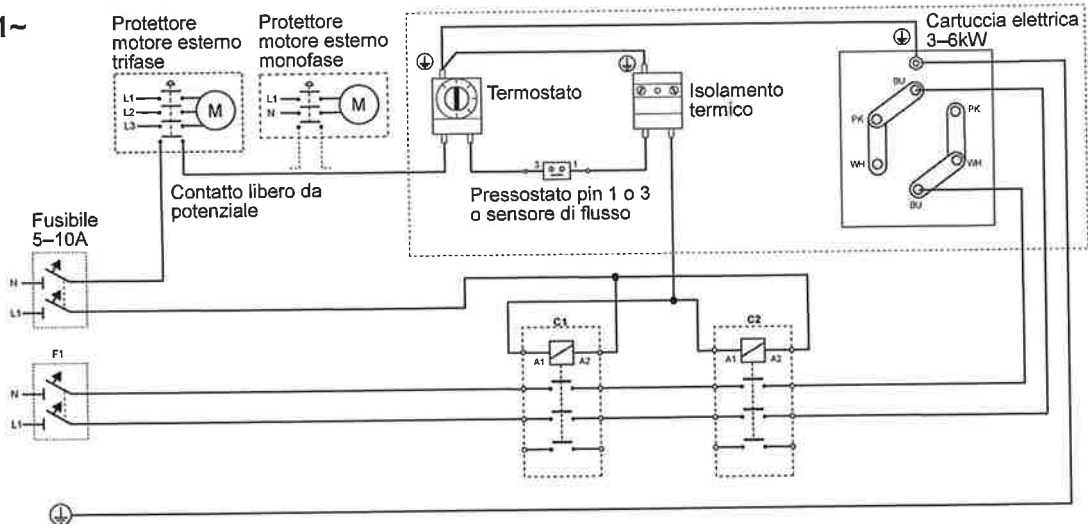 1~
Protettore
motore esterno
trifase
Protettore
motore esterno
monofase
Cartuccia elettrica
3–6kW
L1
L2
L3
M
L1
N
M
Termostato
Isolamento
termico
BU
PK
PK
WH
WH
BU
3
1
Contatto libero da
potenziale
Pressostato pin 1 o 3
o sensore di flusso
Fusibile
5–10A
N
L1
C1
C2
A1
A2
A1
A2
F1
N
L1